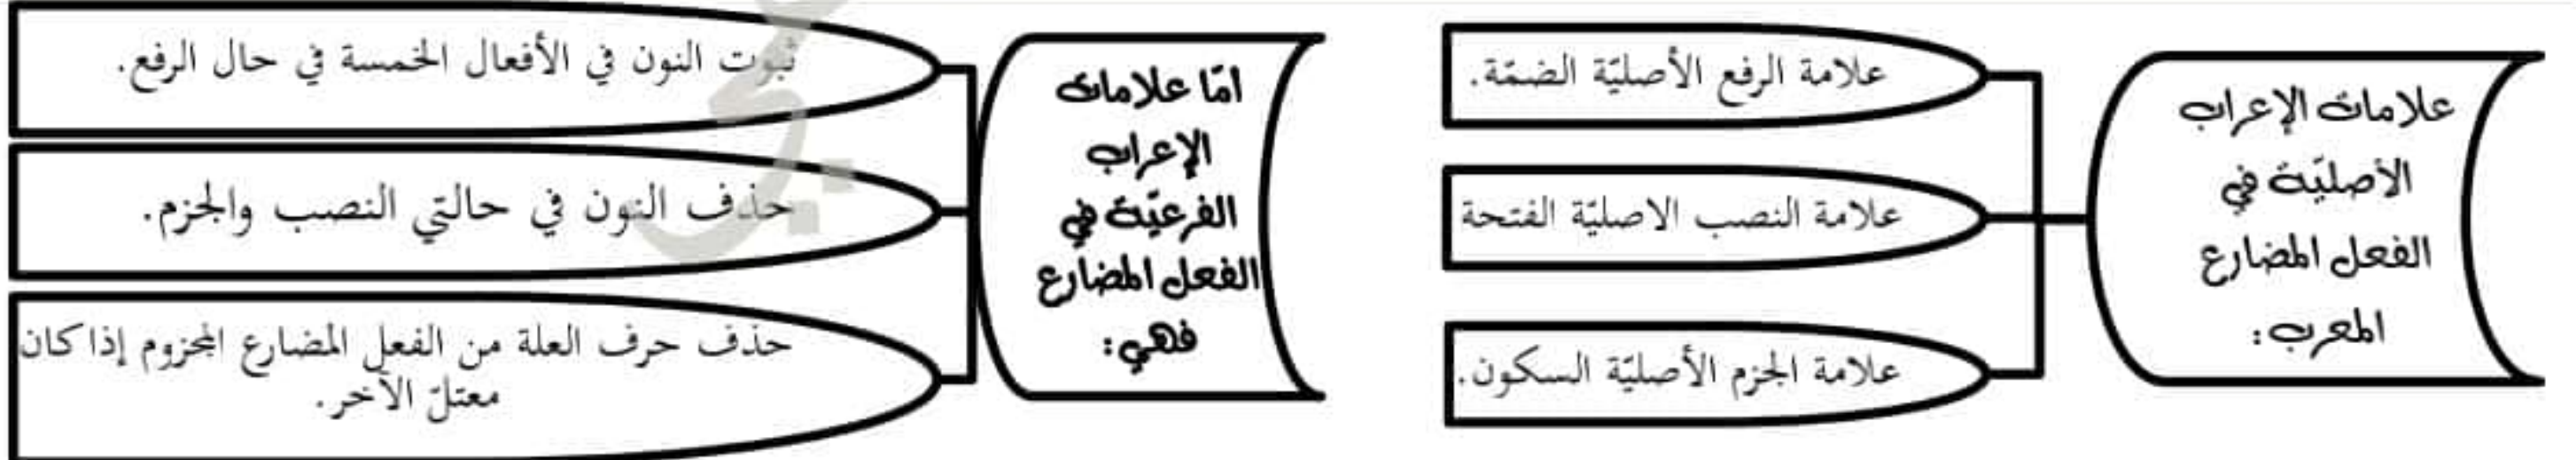 علامات الإعراب
الأصليّة في
الفعل المضارع
المعرب:
علامة الرفع الأصليّة الضمّة.
علامة النصب الاصليّة الفتحة
علامة الجزم الأصليّة السكون.
امّا علامات
الإعراب
الفرعيّة في
الفعل المضارع
فهي:
ثبوت النون في الأفعال الخمسة في حال الرفع.
حذف النون في حالتي النصب والجزم.
حذف حرف العلة من الفعل المضارع المجزوم إذا كان
معتلّ الآخر.